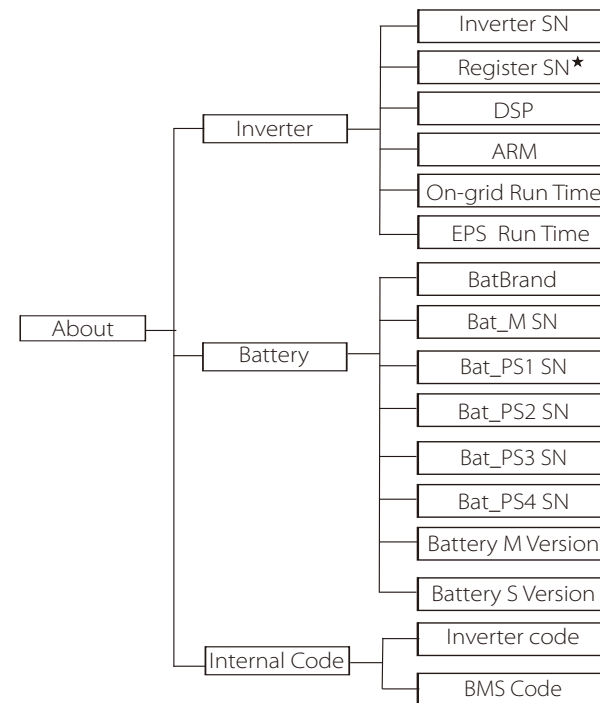 About
Inverter
Inverter SN
Register SN★
DSP
ARM
On-grid Run Time
EPS Run Time
Battery
BatBrand
Bat_M SN
Bat_PS1 SN
Bat_PS2 SN
Bat_PS3 SN
Bat_PS4 SN
Battery M Version
Battery S Version
Internal Code
Inverter code
BMS Code